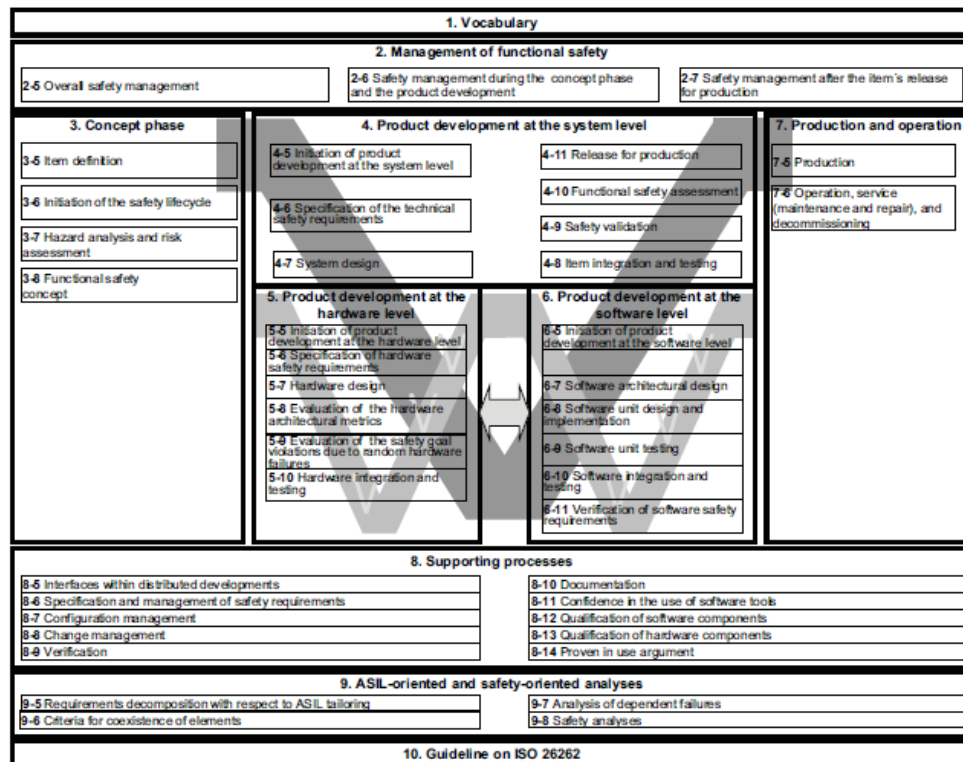 1. Vocabulary
2. Management of functional safety
2-5 Overall safety management
2-6 Safety management during the concept phase
and the product development
2-7 Safety management after the item´s release
for production
3. Concept phase
3-5 Item definition
3-6 Initiation of the safety lifecycle
3-7 Hazard analysis and risk
assessment
3-8 Functional safety
concept
4. Product development at the system level
4-5 Initiation of product
development at the system level
4-6 Specification of the technical
safety requirements
4-7 System design
4-11 Release for production
4-10 Functional safety assessment
4-9 Safety validation
4-8 Item integration and testing
7. Production and operation
7-5 Production
7-6 Operation, service
(maintenance and repair), and
decommissioning
5. Product development at the
hardware level
5-5 Initiation of product
development at the hardware level
5-6 Specification of hardware
safety requirements
5-7 Hardware design
5-8 Evaluation of the hardware
architectural metrics
5-9 Evaluation of the safety goal
violations due to random hardware
failures
5-10 Hardware integration and
testing
6. Product development at the
software level
6-5 Initiation of product
development at the software level
6-7 Software architectural design
6-8 Software unit design and
implementation
6-9 Software unit testing
6-10 Software integration and
testing
6-11 Verification of software safety
requirements
8. Supporting processes
8-5 Interfaces within distributed developments
8-6 Specification and management of safety requirements
8-7 Configuration management
8-8 Change management
8-9 Verification
8-10 Documentation
8-11 Confidence in the use of software tools
8-12 Qualification of software components
8-13 Qualification of hardware components
8-14 Proven in use argument
9. ASIL-oriented and safety-oriented analyses
9-5 Requirements decomposition with respect to ASIL tailoring
9-6 Criteria for coexistence of elements
9-7 Analysis of dependent failures
9-8 Safety analyses
10. Guideline on ISO 26262